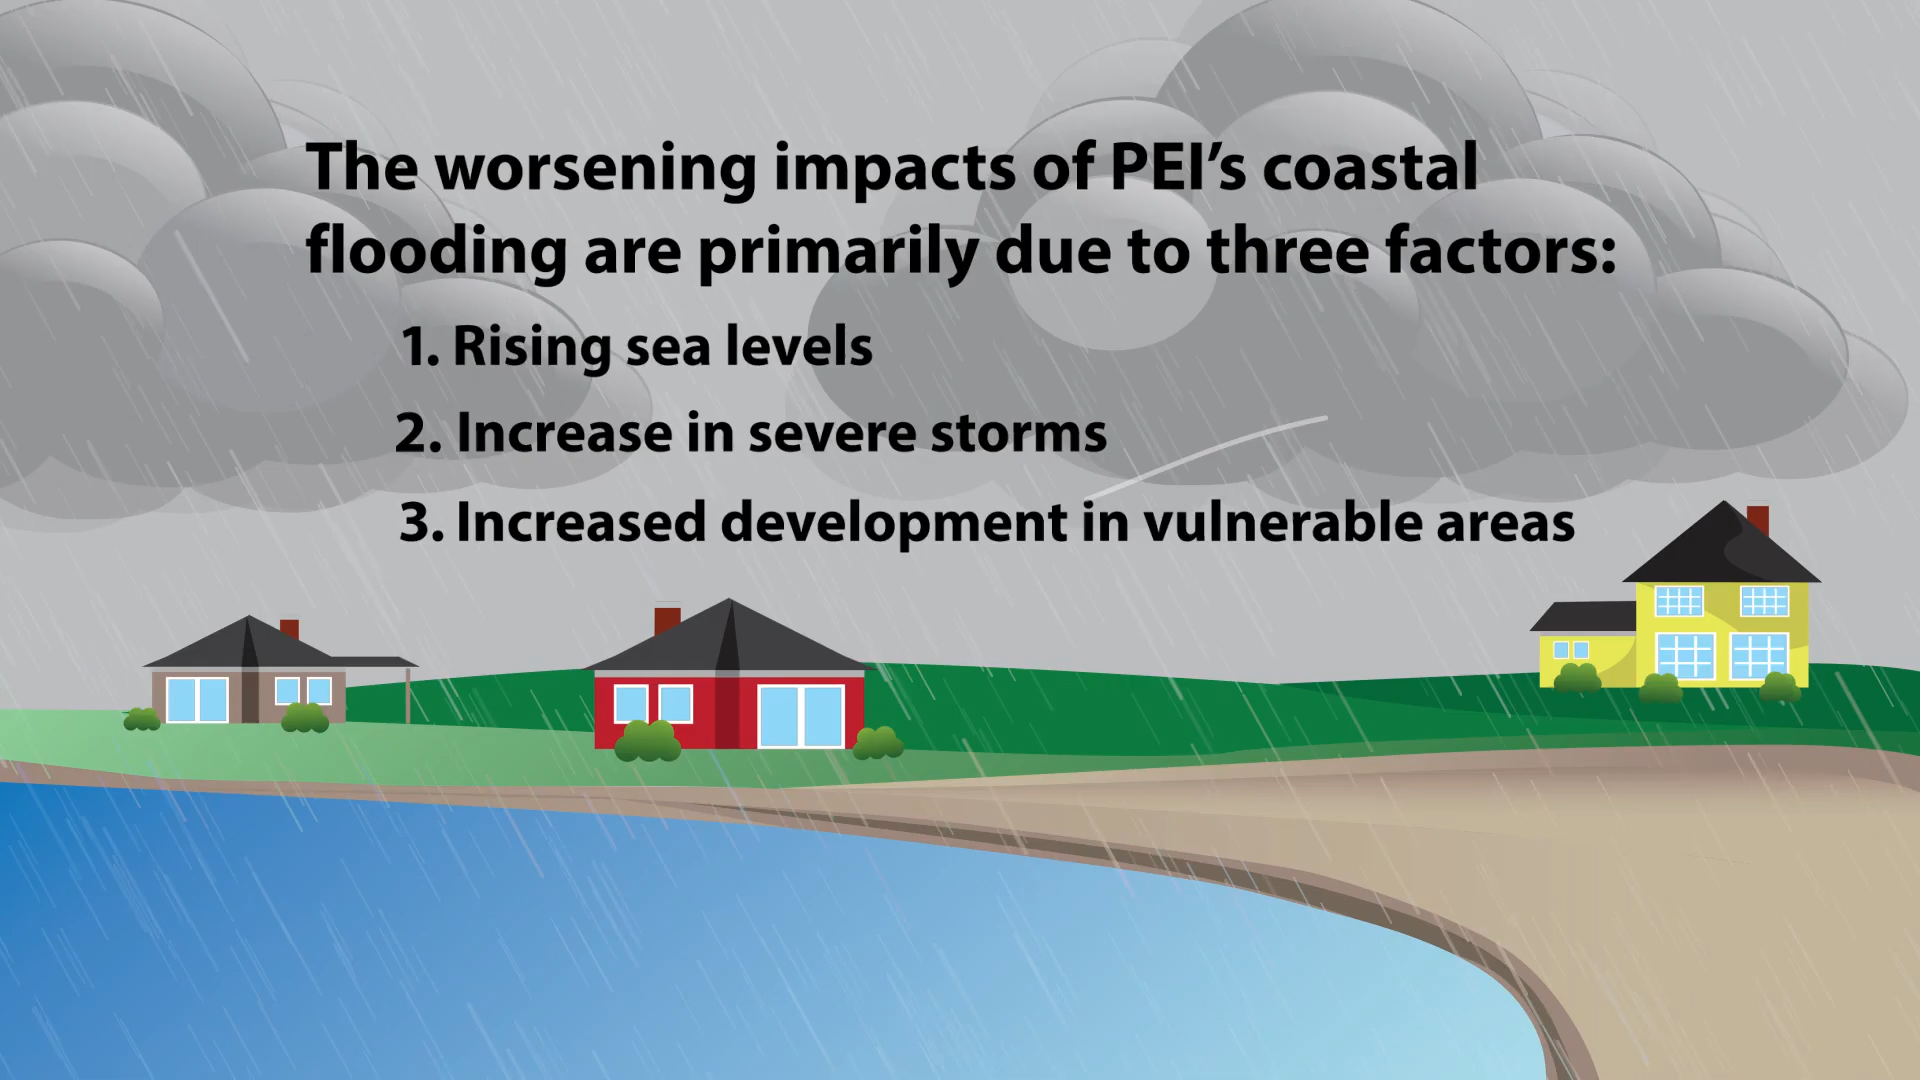 The worsening impacts of PEI’s coastal
flooding are primarily due to three factors:
1. Rising sea levels
2. Increase in severe storms
3. Increased development in vulnerable areas